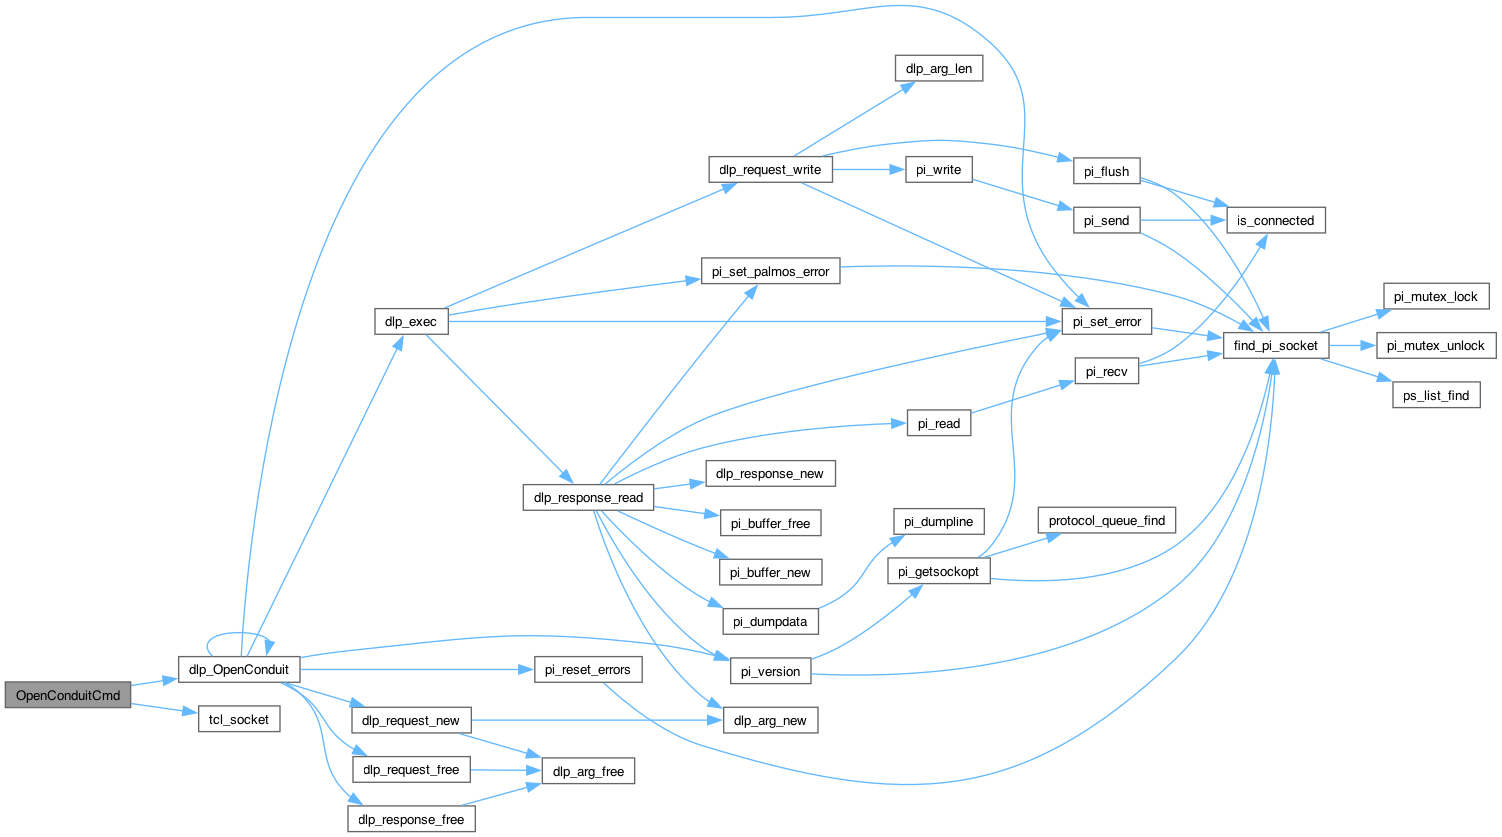 dlp_arg_len
dlp_request_write
pi_write
pi_flush
pi_send
is_connected
pi_set_palmos_error
pi_mutex_lock
dlp_exec
pi_set_error
find_pi_socket
pi_mutex_unlock
pi_recv
ps_list_find
pi_read
dlp_response_new
dlp_response_read
pi_buffer_free
pi_dumpline
protocol_queue_find
pi_buffer_new
pi_getsockopt
pi_dumpdata
dlp_OpenConduit
pi_reset_errors
pi_version
OpenConduitCmd
tcl_socket
dlp_request_new
dlp_arg_new
dlp_request_free
dlp_arg_free
dlp_response_free